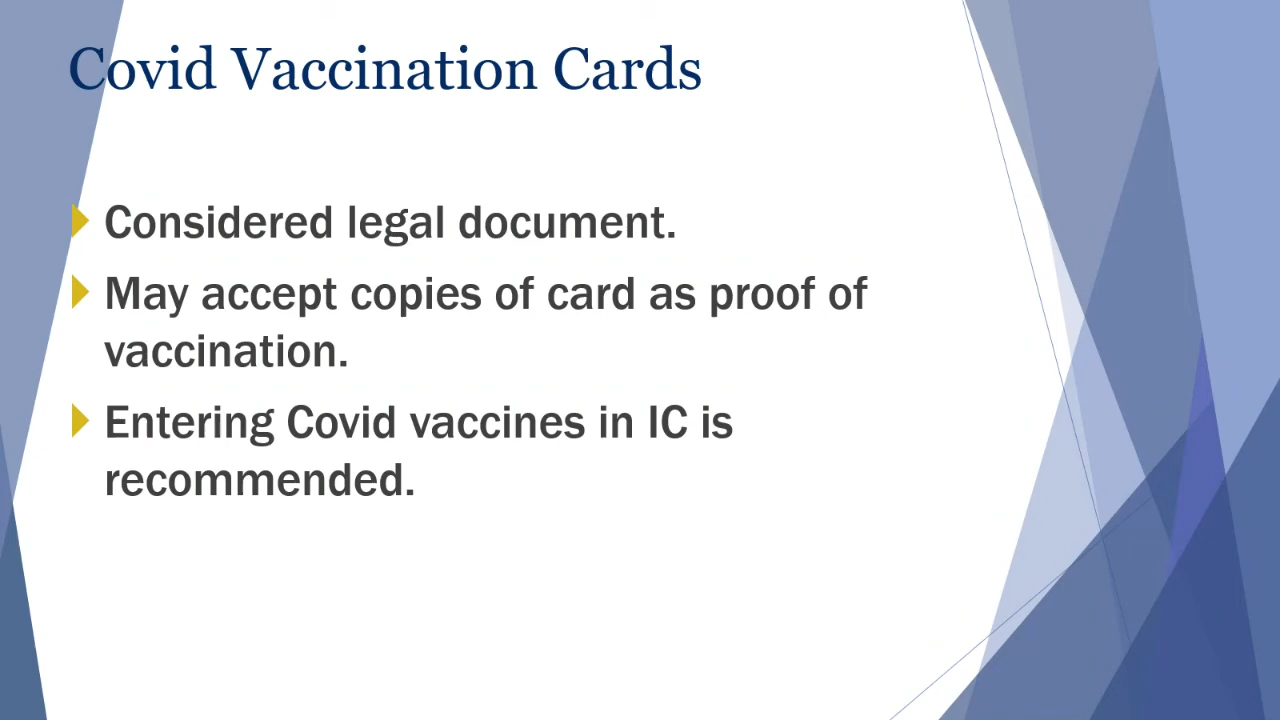 Covid Vaccination Cards
Considered legal document.
May accept copies of card as proof of
vaccination.
Entering Covid vaccines in IC is
recommended.